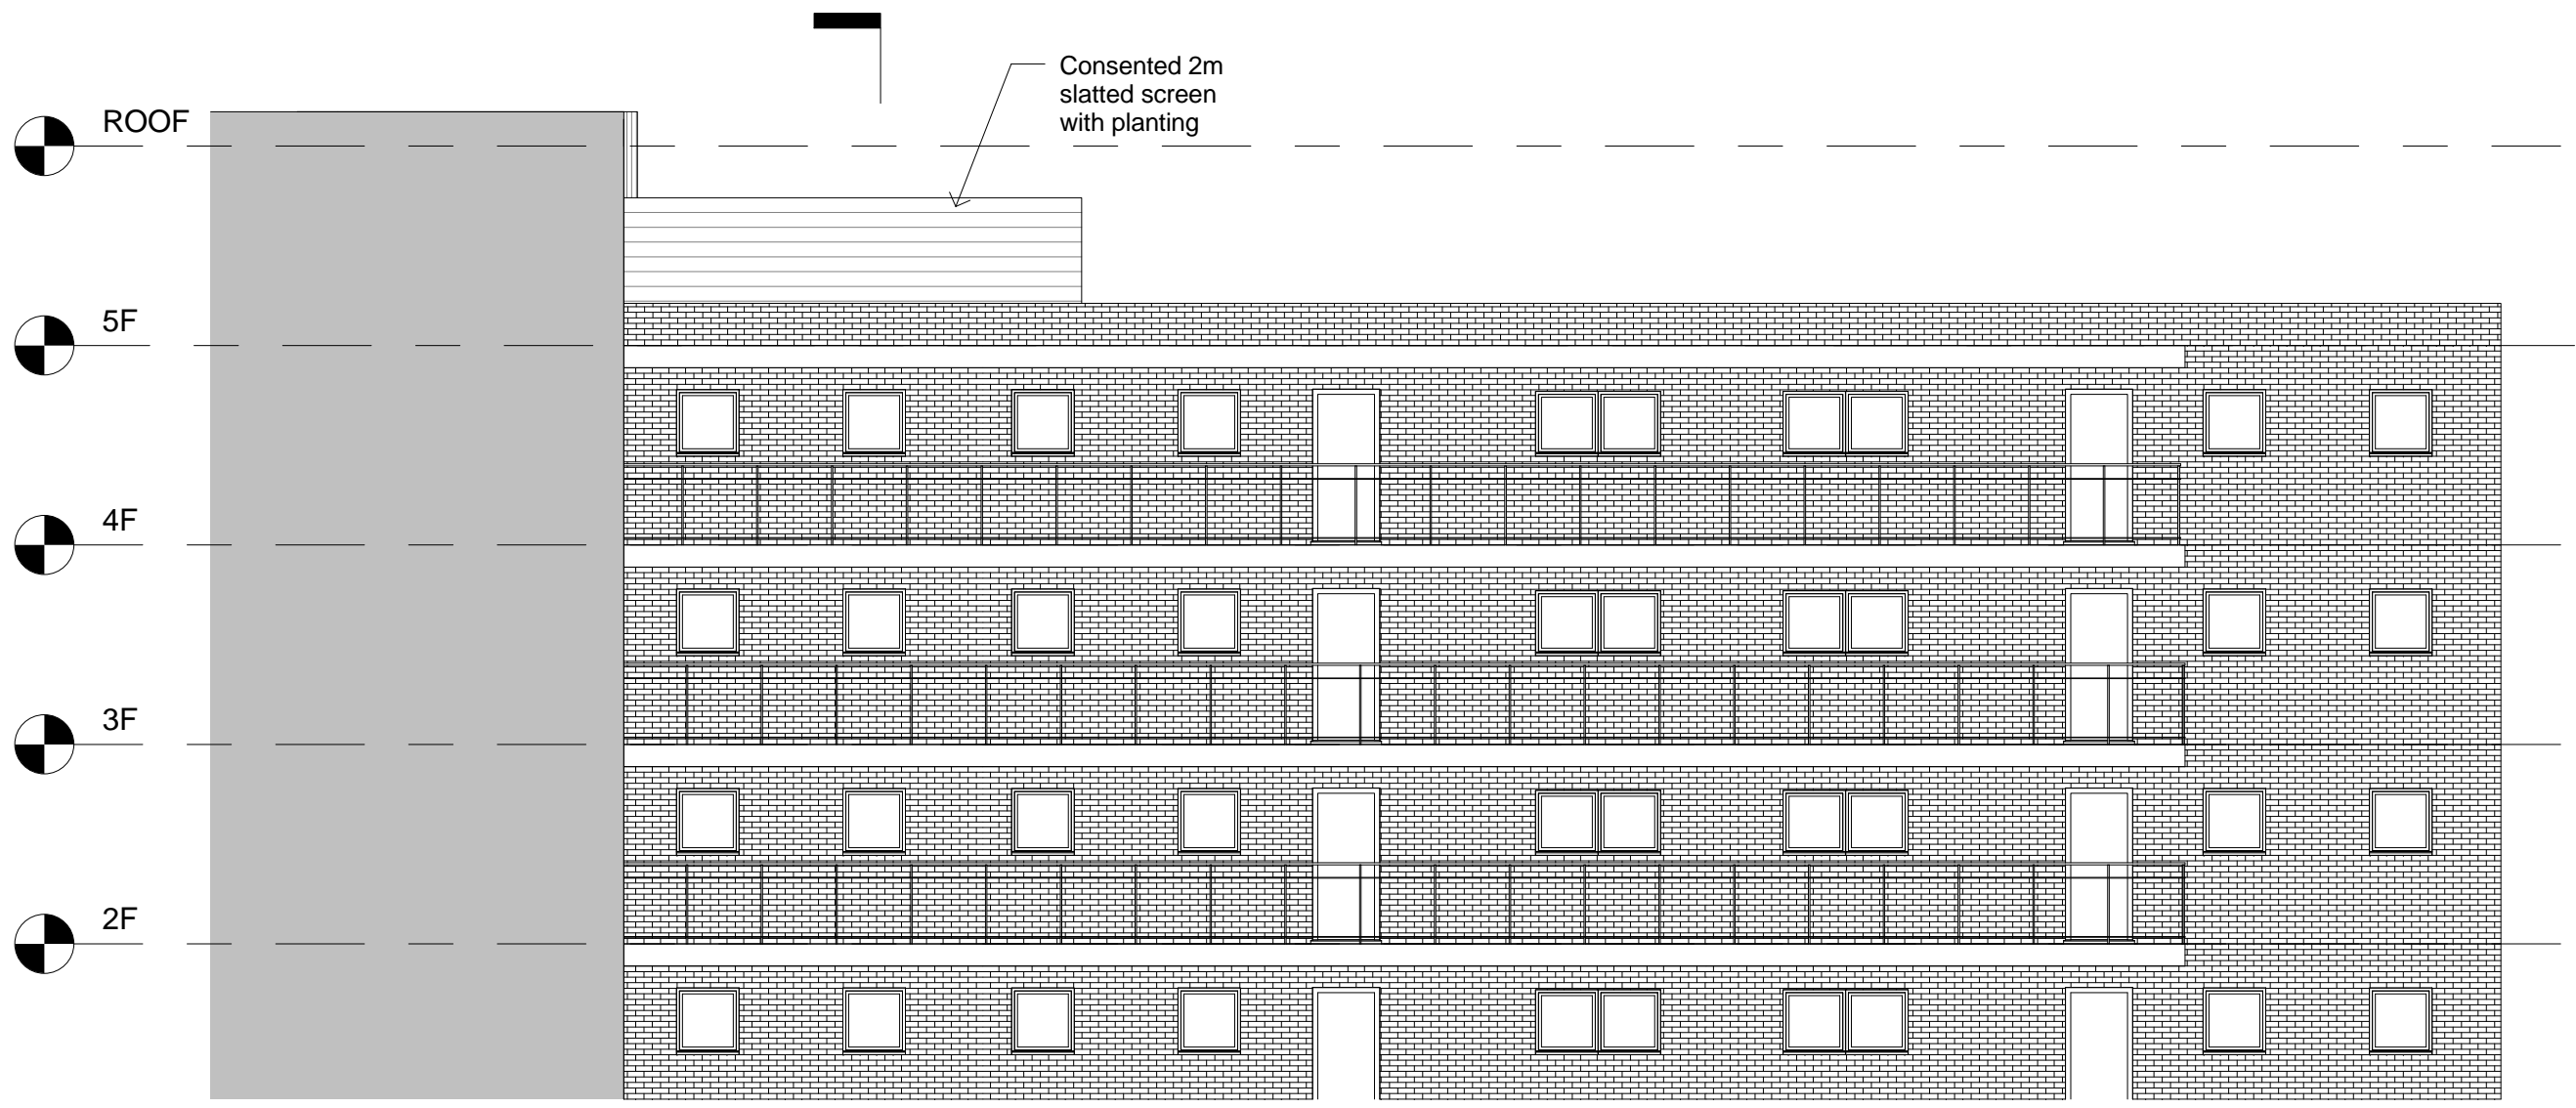 Consented 2m
slatted screen
with planting
ROOF
5F
4F
3F
2F